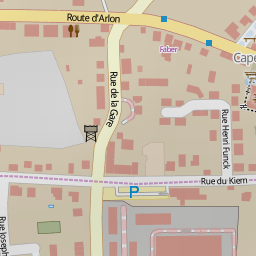 Route d'Arlon
Faber
Cape
Rue de la Gare
Rue Henri Funck
Rue du Kiem
P
Rue Joseph